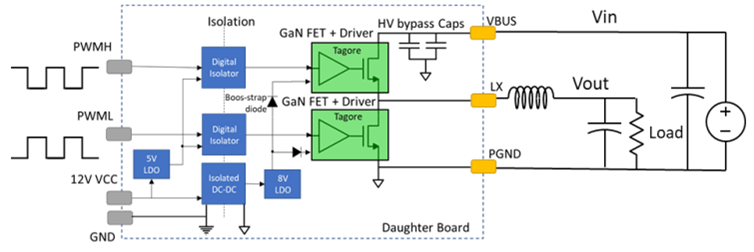 Isolation
GaN FET + Driver
HV bypass Caps
VBUS
Vin
PWMH
Digital
Isolator
Tagore
Boos-strap
diode
GaN FET + Driver
LX
Vout
PWML
Digital
Isolator
Tagore
Load
5V
LDO
PGND
12V VCC
Isolated
DC-DC
8V
LDO
GND
Daughter Board